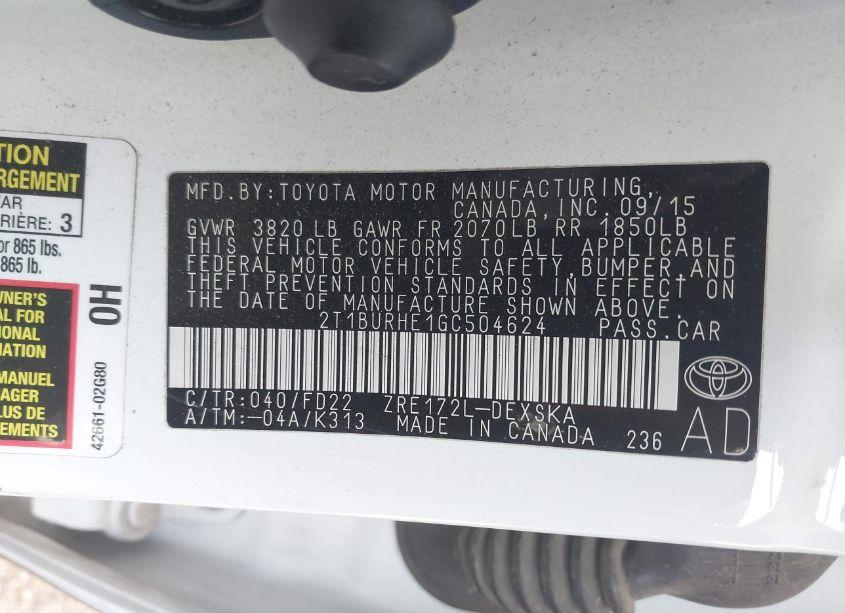 TION
RGEMENT
AR
RIÈRE: 3
or 865 lbs.
865 lb.
WNER'S
AL FOR
IONAL
MATION
MANUEL
AGER
LUS DE
EMENTS
OH
42661-02G80
MFD.BY:TOYOTA MOTOR MANUFACTURING,
CANADA, INC. 09/15
GVWR 3820 LB GAWR FR 2070LB RR 1850LB
THIS VEHICLE CONFORMS TO ALL APPLICABLE
FEDERAL MOTOR VEHICLE SAFETY, BUMPER, AND
THEFT PREVENTION STANDARDS IN EFFECT ON
THE DATE OF MANUFACTURE SHOWN ABOVE.
2T1BURHE1GC504624 PASS.CAR
C/TR:040/FD22 ZRE172L-DEXSKA
A/TM:-04A/K313 MADE IN CANADA 236
AD